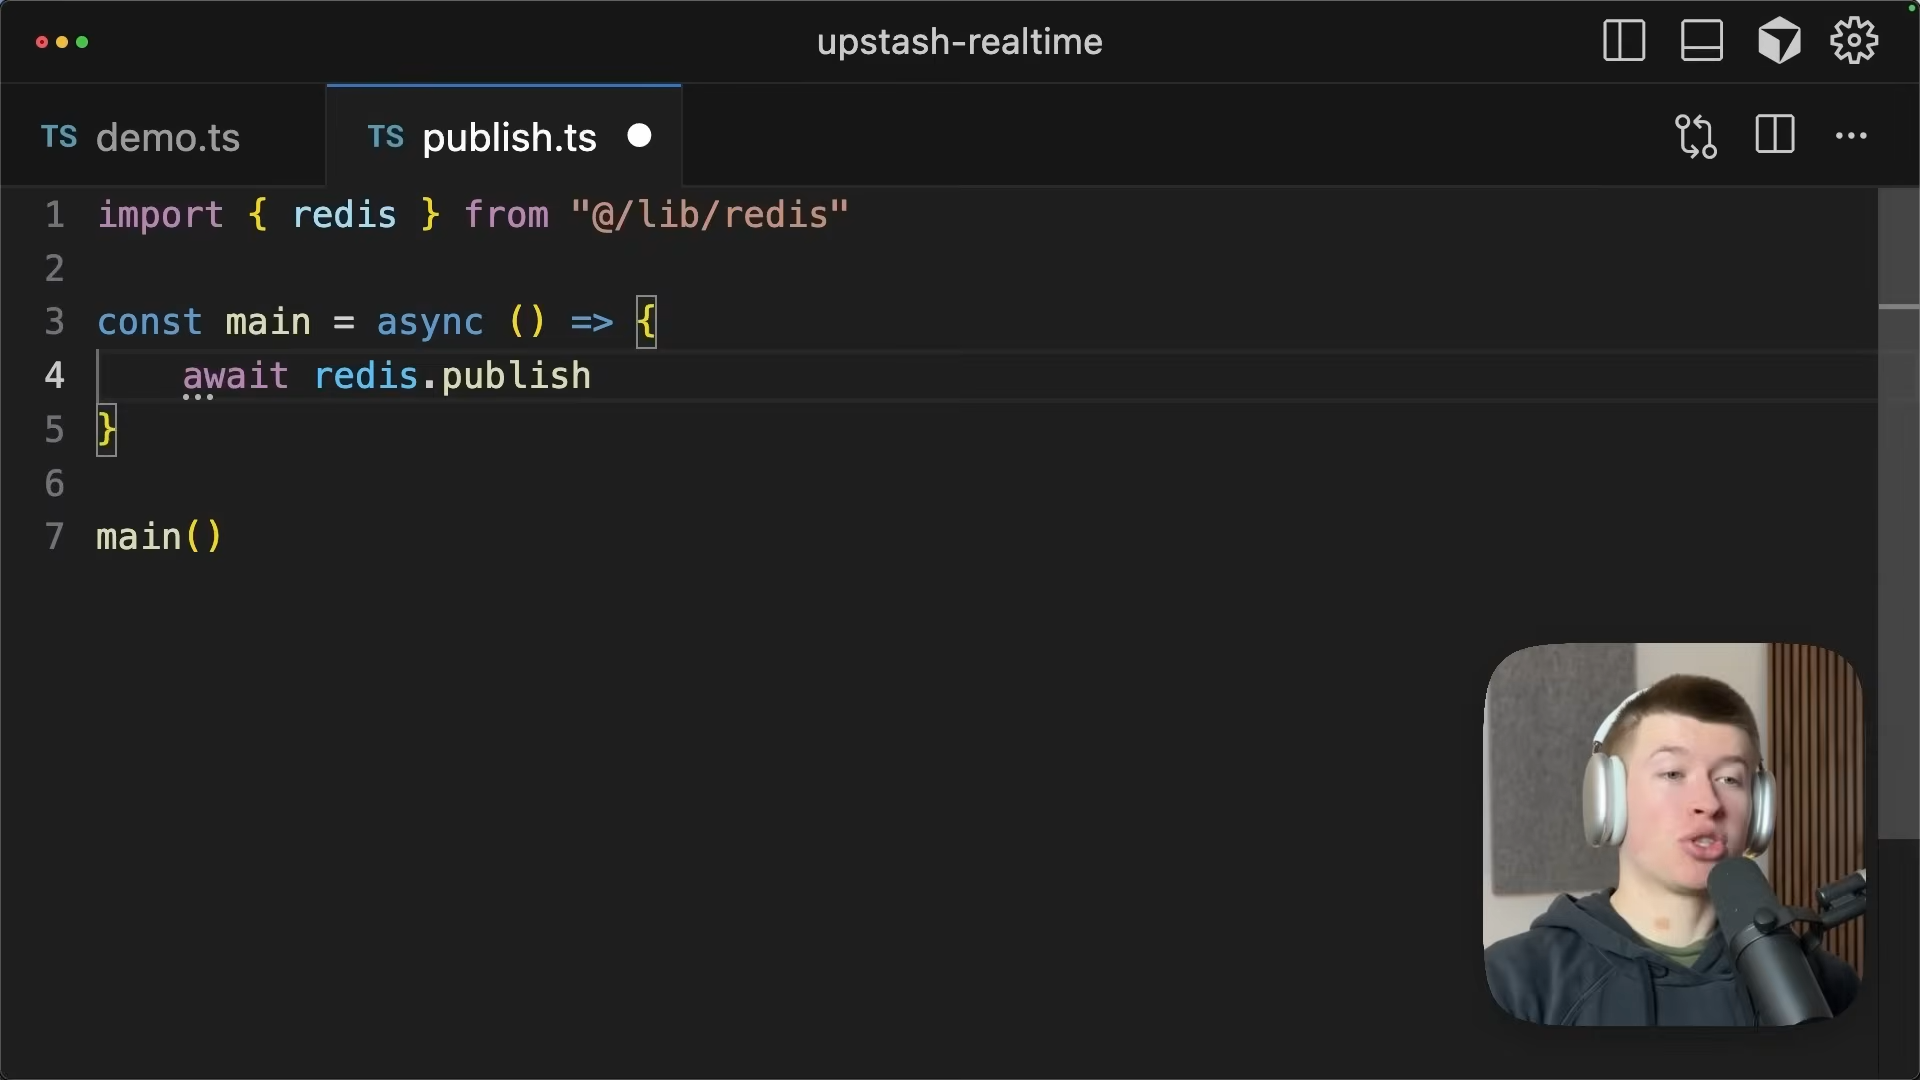 upstash-realtime
TS demo.ts
TS publish.ts
1 import { redis } from "@/lib/redis"
2
3 const main = async () => {
4 await redis.publish
5 }
6
7 main()